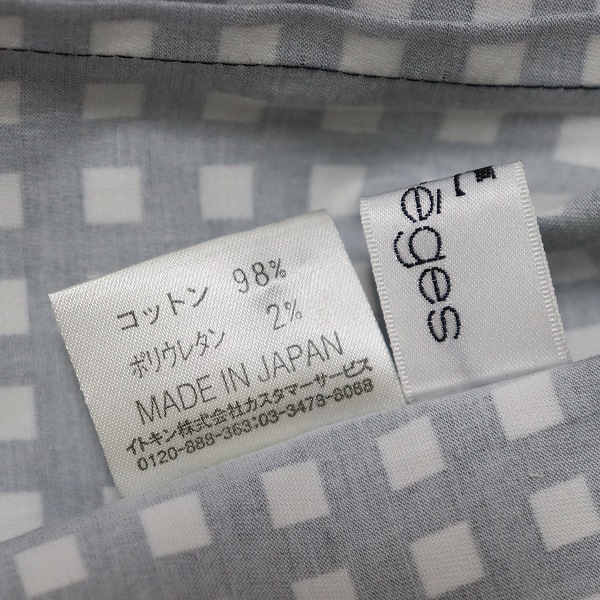 コットン 98%
ポリウレタン 2%
MADE IN JAPAN
イトキン株式会社カスタマーサービス
0120-888-363:03-3478-8088
èges